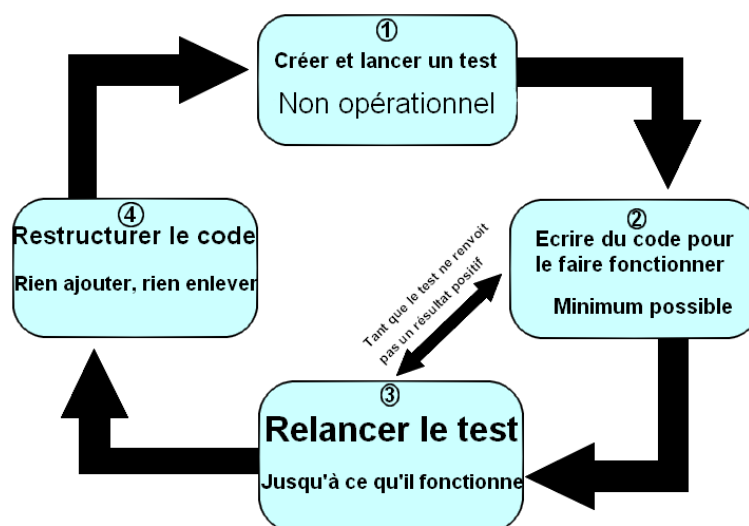 ①
Créer et lancer un test
Non opérationnel
②
Ecrire du code pour
le faire fonctionner
Minimum possible
Tant que le test ne renvoit
pas un résultat positif
③
Relancer le test
Jusqu'à ce qu'il fonctionne
④
Restructurer le code
Rien ajouter, rien enlever